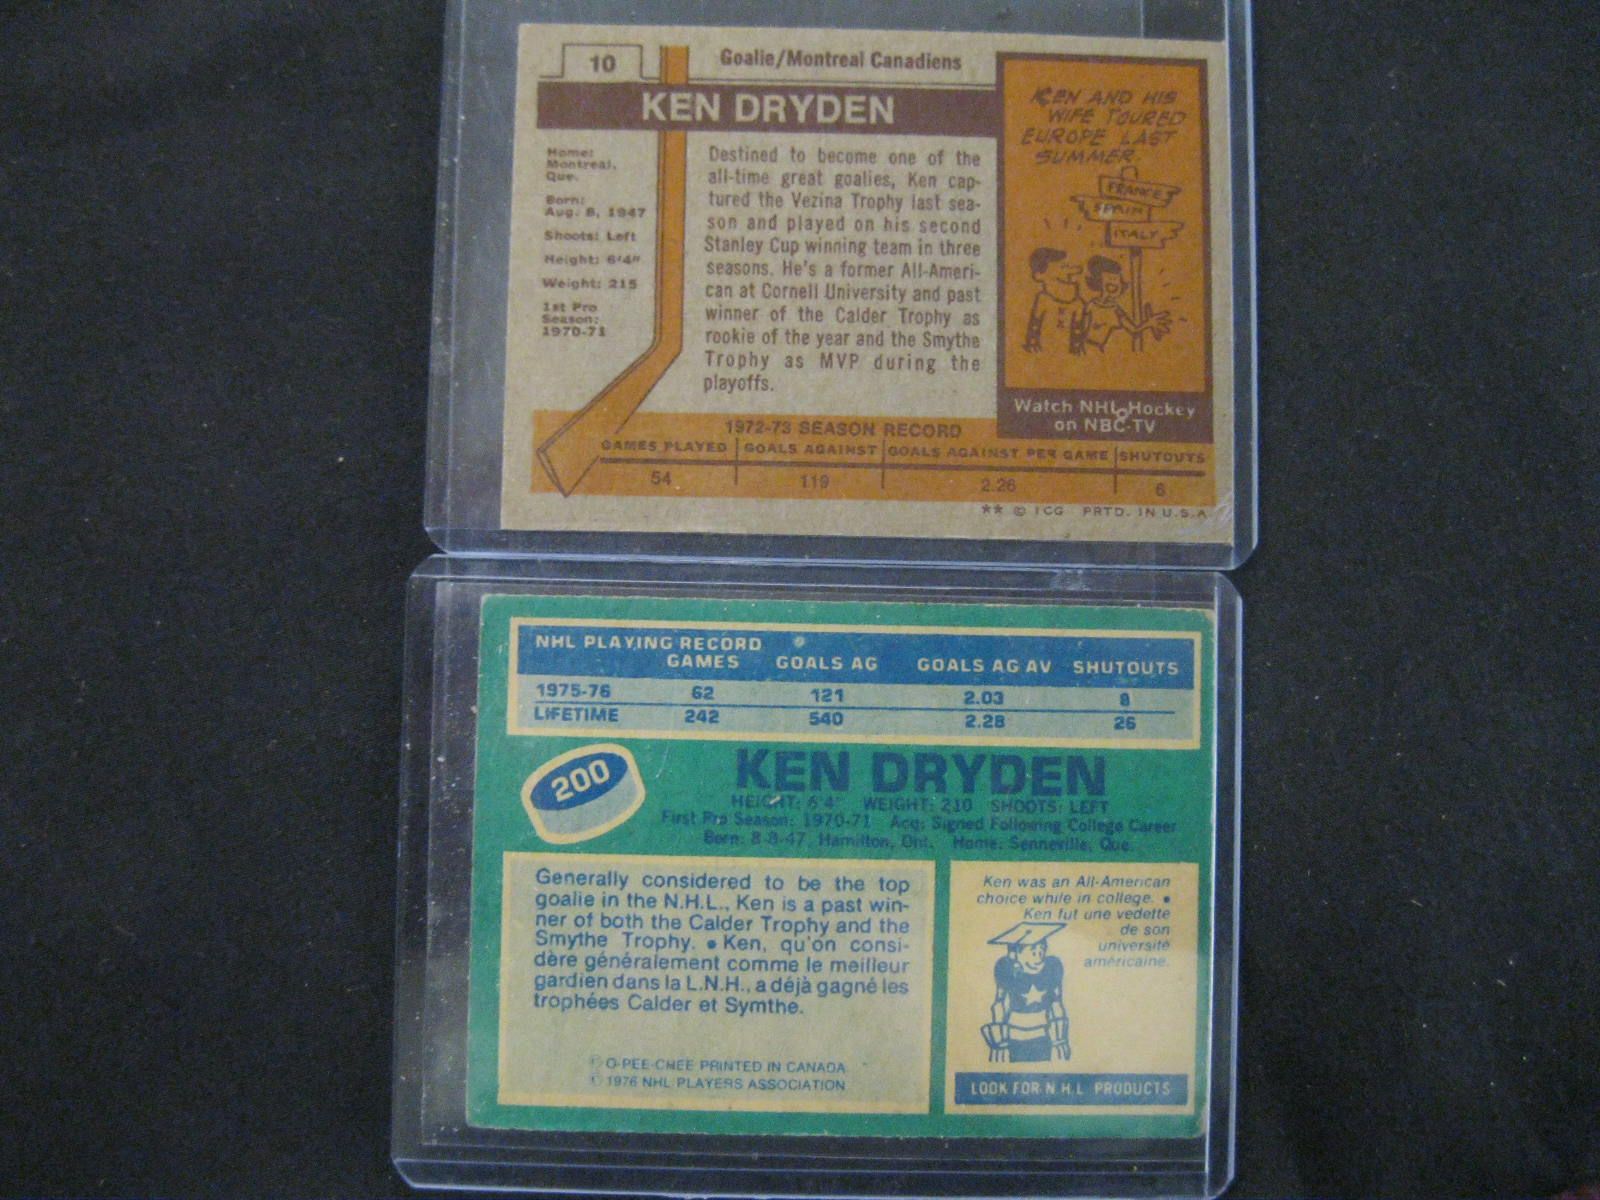 10
Goalie/Montreal Canadiens
KEN DRYDEN
Home:
Montreal,
Que.
Born:
Aug. 8, 1947
Shoots: Left
Height: 6'4"
Weight: 215
1st Pro
Season:
1970-71
Destined to become one of the
all-time great goalies, Ken cap-
tured the Vezina Trophy last sea-
son and played on his second
Stanley Cup winning team in three
seasons. He's a former All-Ameri-
can at Cornell University and past
winner of the Calder Trophy as
rookie of the year and the Smythe
Trophy as MVP during the
playoffs.
KEN AND HIS
WIFE TOURED
EUROPE LAST
SUMMER.
FRANCE
SPAIN
ITALY
Watch NHL Hockey
on NBC-TV
1972-73 SEASON RECORD
GAMES PLAYED GOALS AGAINST GOALS AGAINST PER GAME SHUTOUTS
54 119 2.26 6
** © TCG PRTD. IN U.S.A
NHL PLAYING RECORD
GAMES GOALS AG GOALS AG AV SHUTOUTS
1975-76 62 121 2.03 8
LIFETIME 242 540 2.28 26
200
KEN DRYDEN
HEIGHT: 6'4" WEIGHT: 210 SHOOTS: LEFT
First Pro Season: 1970-71 Acq: Signed Following College Career
Born: 8-8-47, Hamilton, Ont. Home: Senneville, Que.
Generally considered to be the top
goalie in the N.H.L., Ken is a past win-
ner of both the Calder Trophy and the
Smythe Trophy. • Ken, qu'on consi-
dère généralement comme le meilleur
gardien dans la L.N.H., a déjà gagné les
trophées Calder et Symthe.
© O-PEE-CHEE PRINTED IN CANADA
© 1976 NHL PLAYERS ASSOCIATION
Ken was an All-American
choice while in college. •
Ken fut une vedette
de son
université
américaine.
LOOK FOR N.H.L PRODUCTS